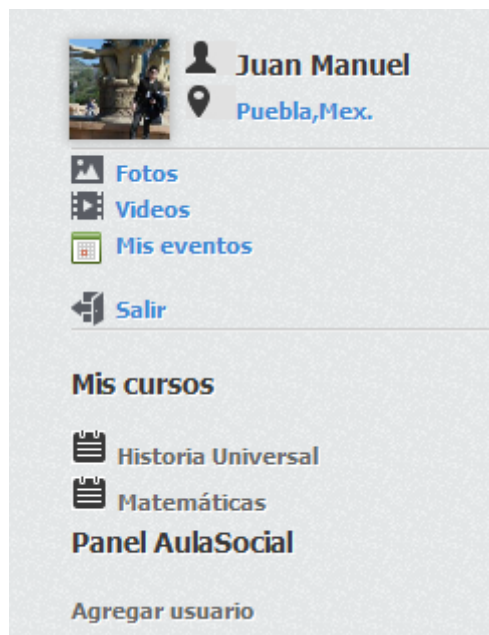 Juan Manuel
Puebla,Mex.
Fotos
Videos
Mis eventos
Salir
Mis cursos
Historia Universal
Matemáticas
Panel AulaSocial
Agregar usuario